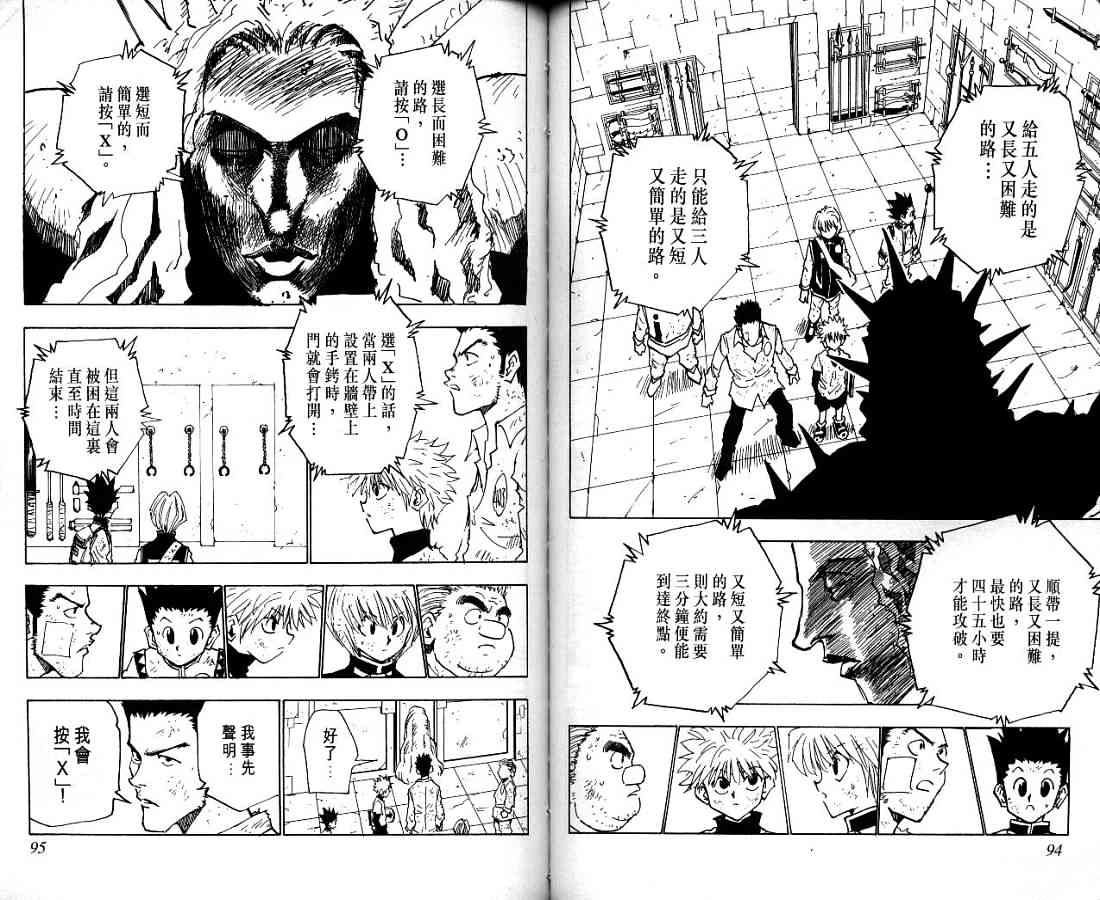 給五人走的是
又長又困難
的路…
只能給三人
走的是又短
又簡單的路。
順帶一提，
又長又困難
的路，
最快也要
四十五小時
才能攻破。
又短又簡單
的路，
則大約需要
三分鐘便能
到達終點。
94
選長而困難
的路，
請按「O」…
選短而
簡單的，
請按「X」。
選「X」的話，
當兩人帶上
設置在牆壁上
的手銬時，
門就會打開…
但這兩人會
被困在這裏
直至時間
結束…
403
好了…
我事先
聲明…
我會
按「X」！
95